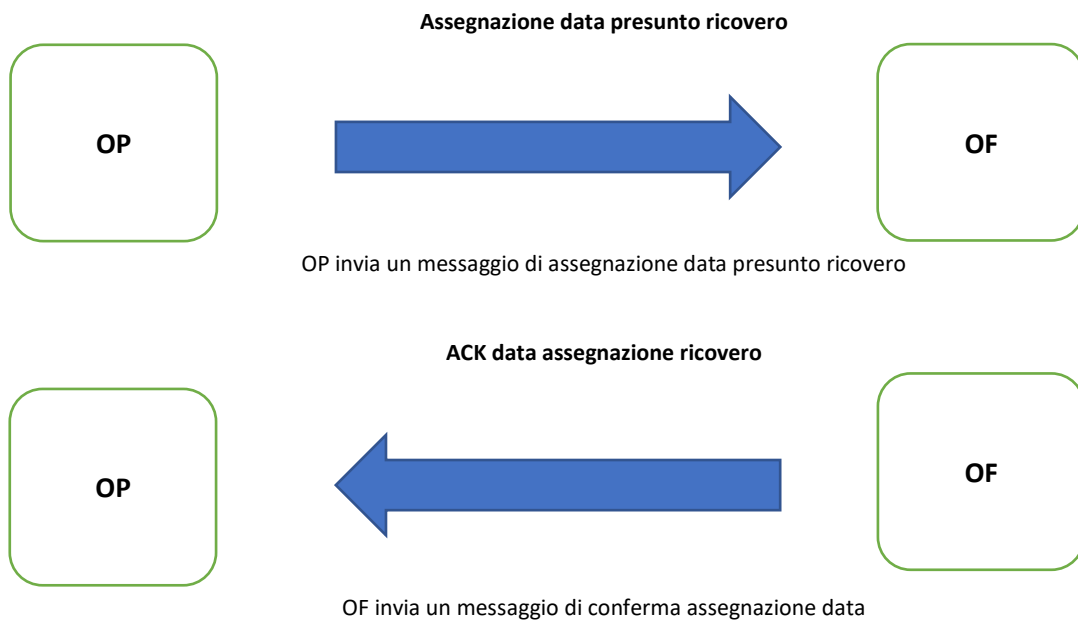 Assegnazione data presunto ricovero
OP
OF
OP invia un messaggio di assegnazione data presunto ricovero
ACK data assegnazione ricovero
OP
OF
OF invia un messaggio di conferma assegnazione data